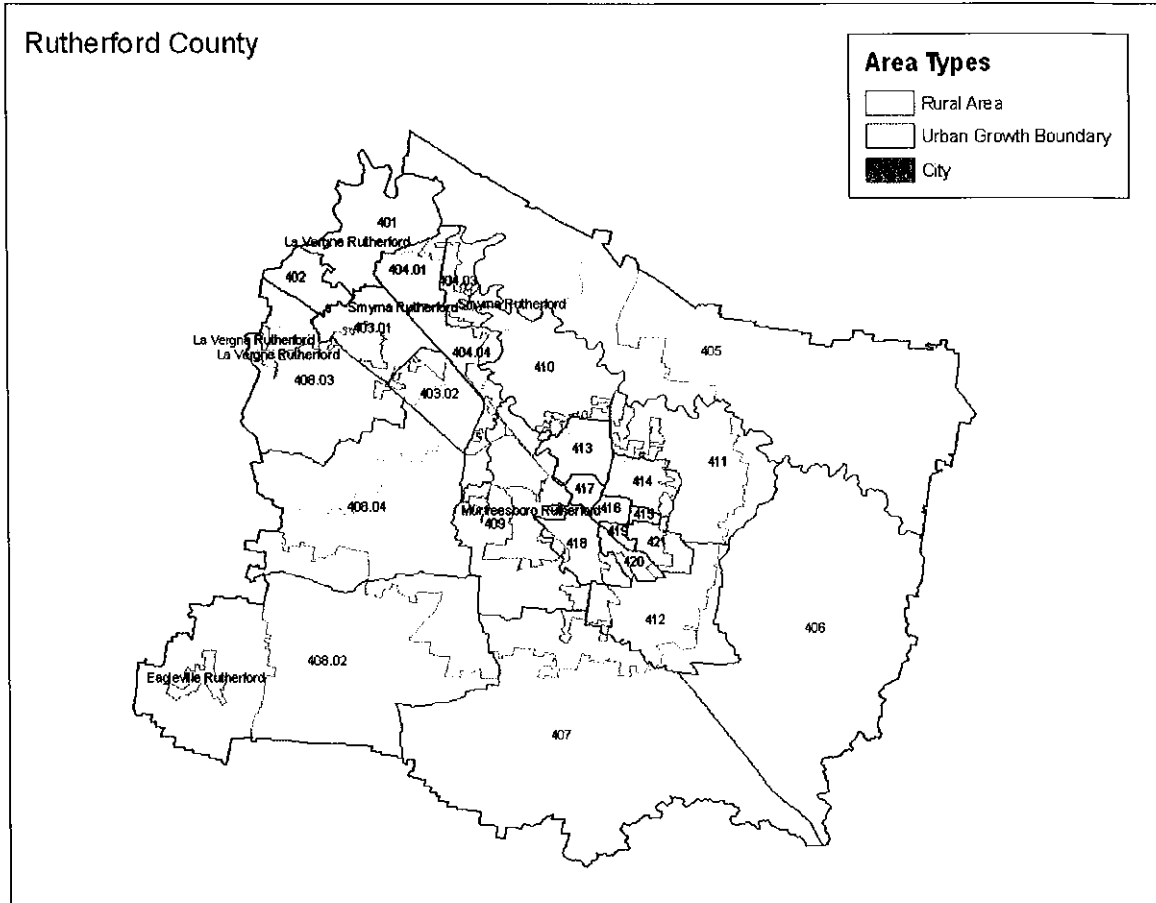 Rutherford County
Area Types
Rural Area
Urban Growth Boundary
City
401
La Vergne Rutherford
402
404.01
404.03
Smyrna Rutherford
Smyrna Rutherford
403.01
La Vergne Rutherford
La Vergne Rutherford
404.04
405
410
408.03
403.02
413
411
414
417
408.04
416
415
Murfreesboro Rutherford
409
419
418
421
420
412
406
408.02
Eagleville Rutherford
407